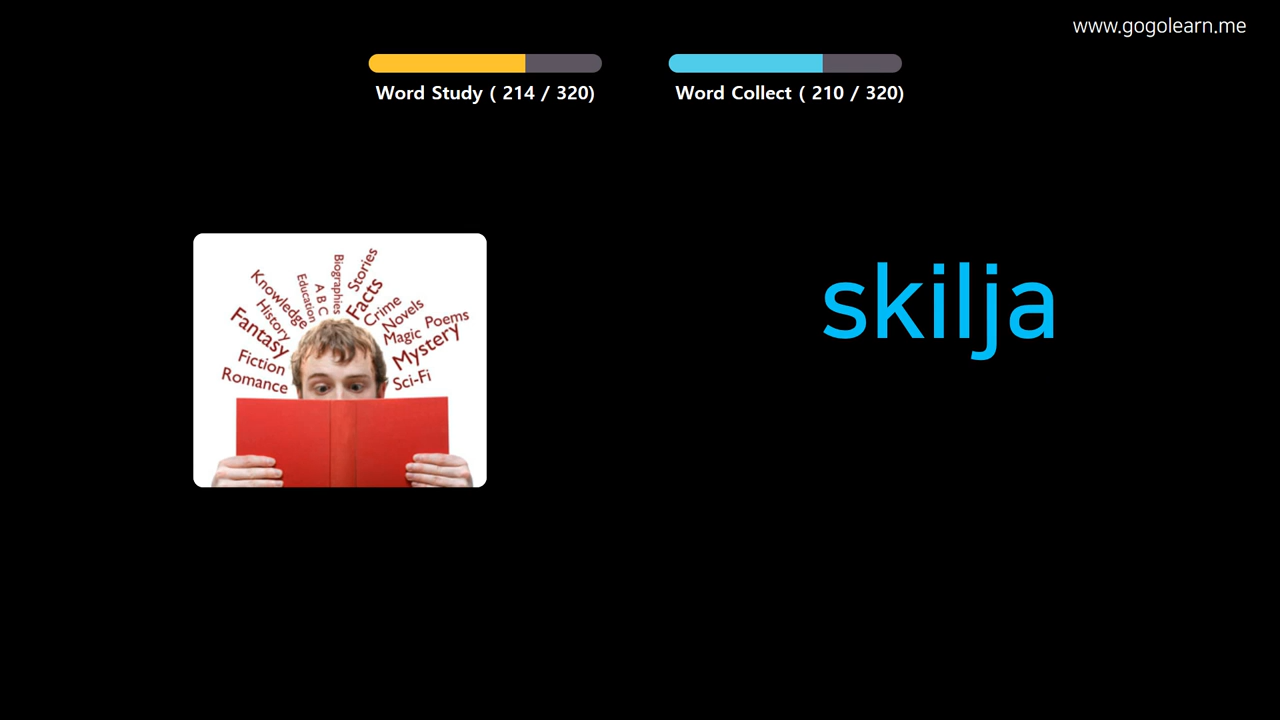 www.gogolearn.me
Word Study ( 214 / 320)
Word Collect ( 210 / 320)
skilja
Knowledge
History
Fantasy
Fiction
Romance
Education
A B C
Biographies
Stories
Facts
Crime
Novels
Magic
Poems
Mystery
Sci-Fi